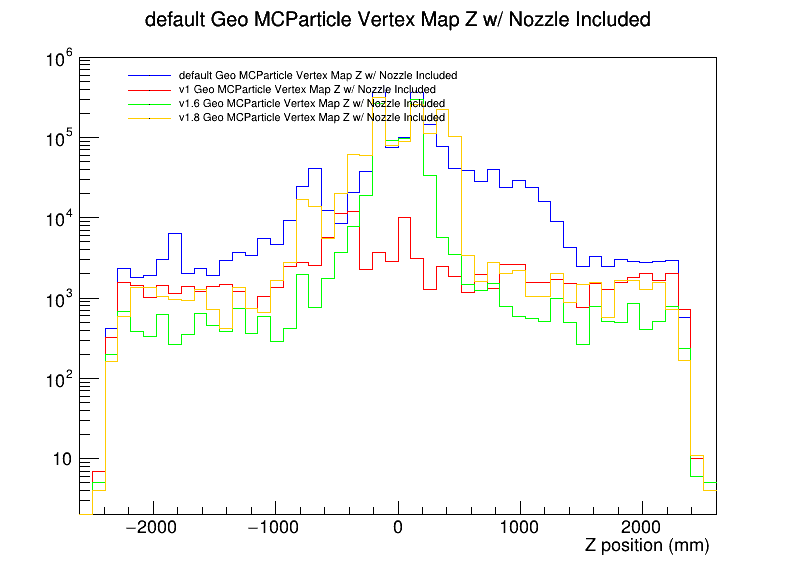 default Geo MCParticle Vertex Map Z w/ Nozzle Included
10^6
default Geo MCParticle Vertex Map Z w/ Nozzle Included
v1 Geo MCParticle Vertex Map Z w/ Nozzle Included
v1.6 Geo MCParticle Vertex Map Z w/ Nozzle Included
v1.8 Geo MCParticle Vertex Map Z w/ Nozzle Included
10^5
10^4
10^3
10^2
10
−2000 −1000 0 1000 2000
Z position (mm)